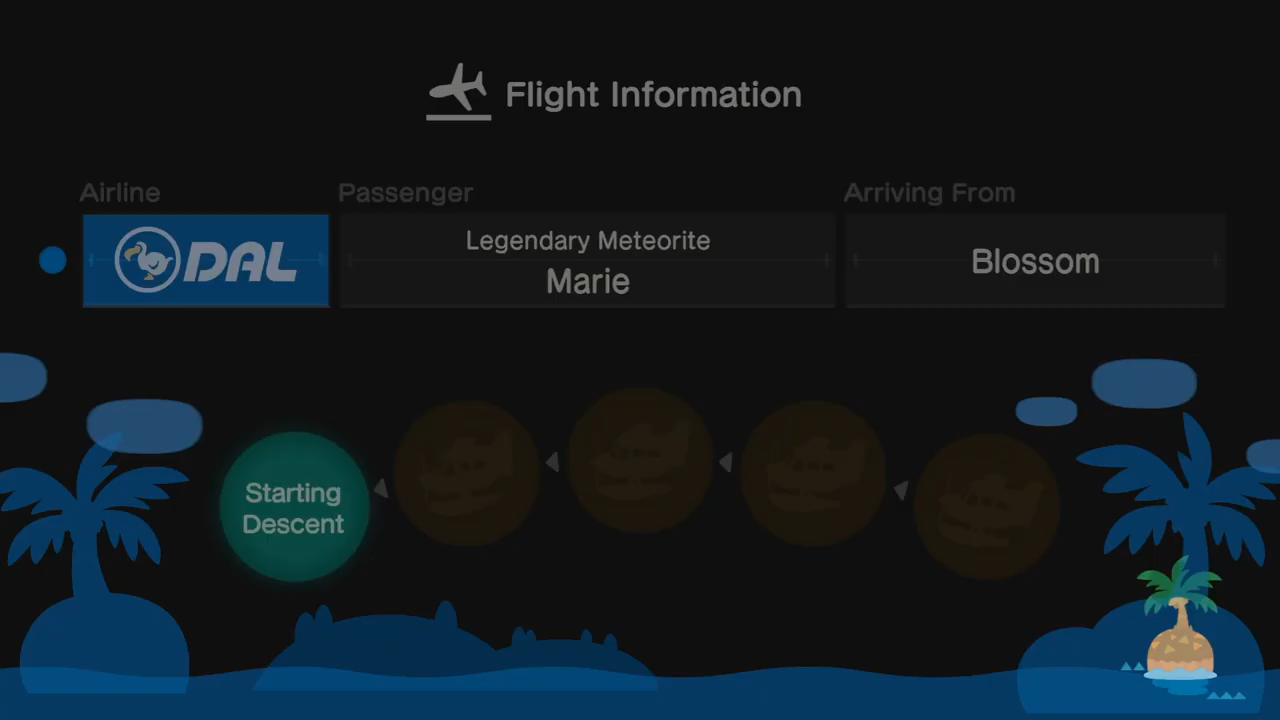 Flight Information
Airline
Passenger
Arriving From
DAL
Legendary Meteorite
Marie
Blossom
Starting
Descent